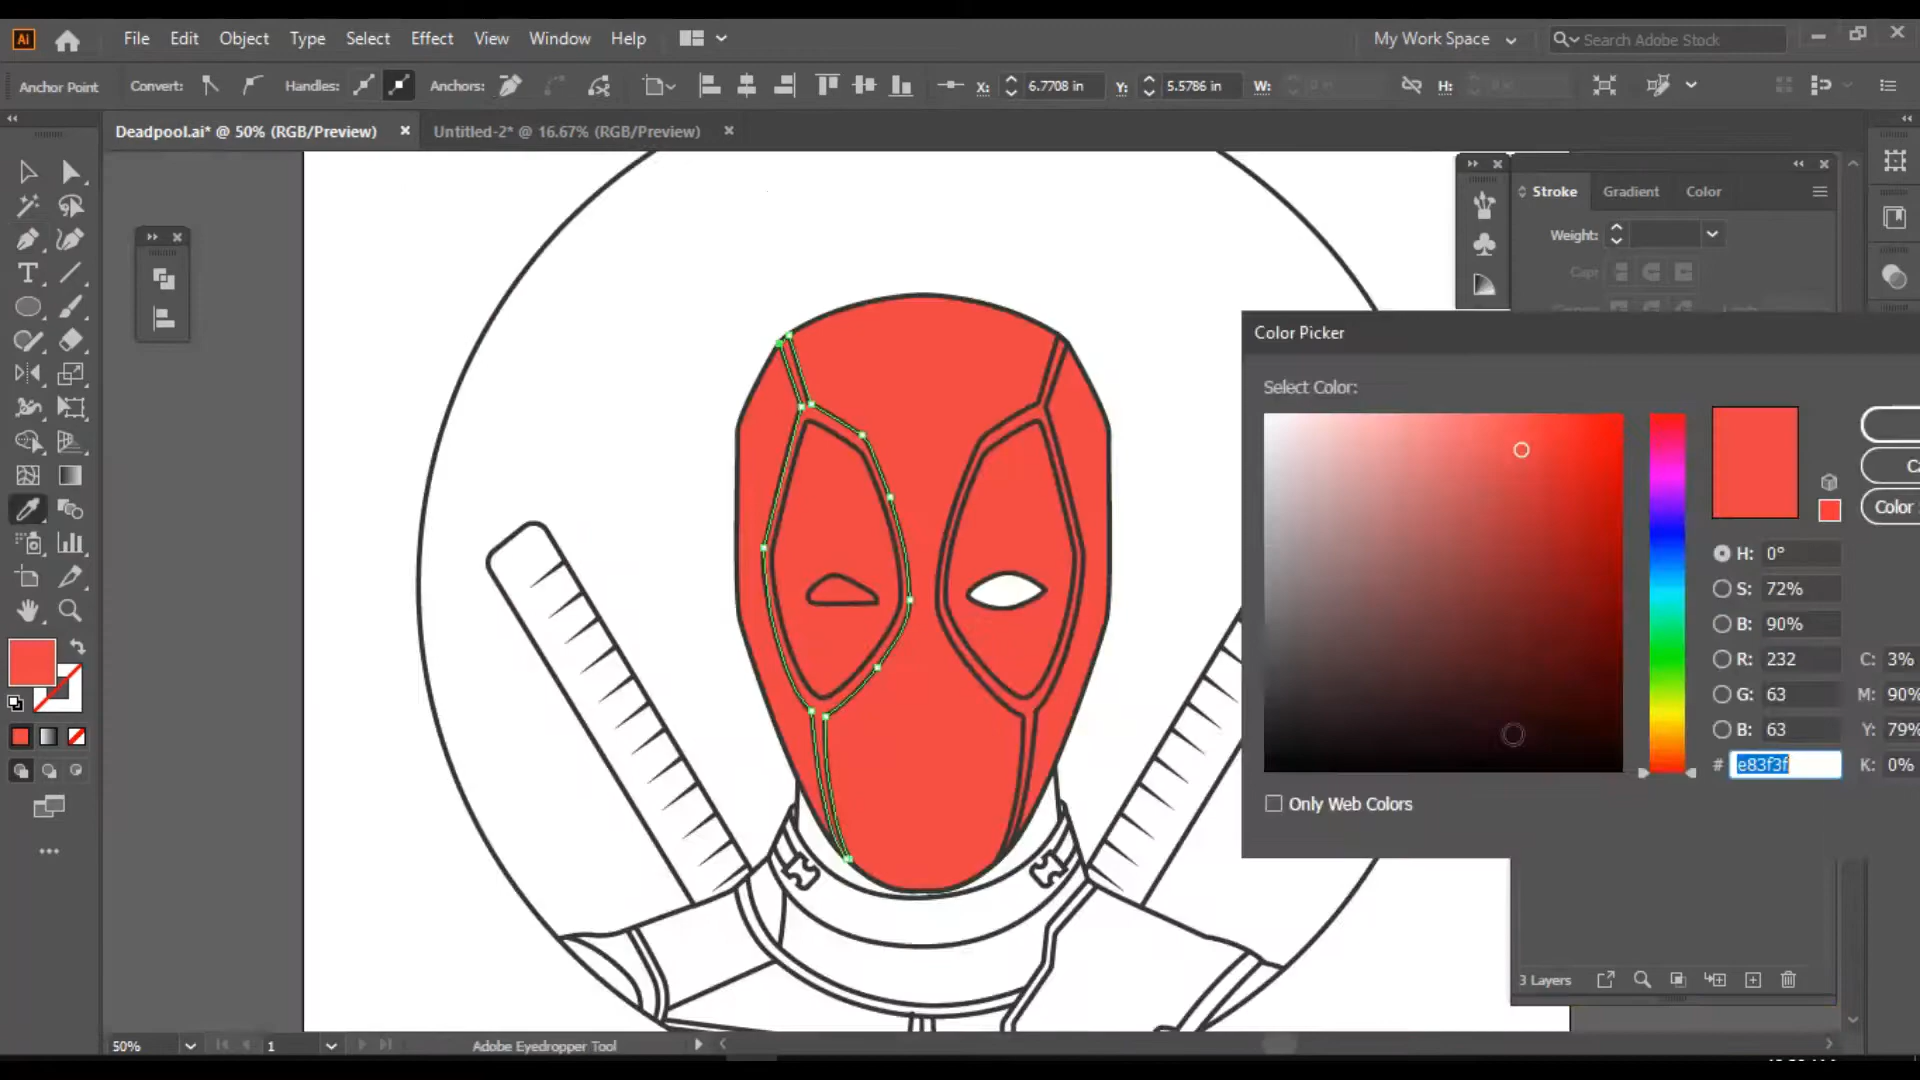 Ai File Edit Object Type Select Effect View Window Help My Work Space Search Adobe Stock
Anchor Point Convert: Handles: Anchors: X: 6.7708 in Y: 5.5786 in W: H:
Deadpool.ai* @ 50% (RGB/Preview) Untitled-2* @ 16.67% (RGB/Preview)
Stroke Gradient Color
Weight:
Cap:
Color Picker
Select Color:
Ca
Color
H: 0°
S: 72%
B: 90%
R: 232 C: 3%
G: 63 M: 90%
B: 63 Y: 79%
# e83f3f K: 0%
Only Web Colors
3 Layers
50% 1 Adobe Eyedropper Tool